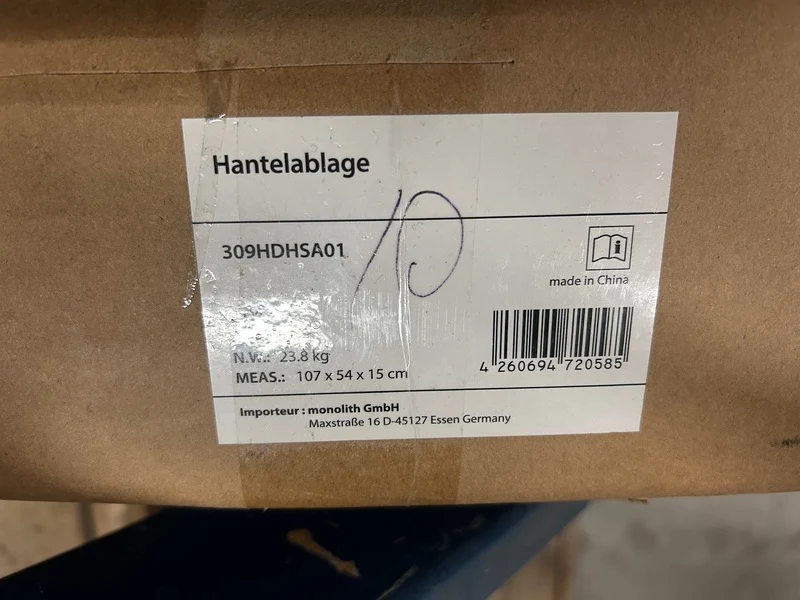 Hantelablage
309HDHSA01
10
made in China
N.W.: 23.8 kg
MEAS.: 107 x 54 x 15 cm
4 260694 720585
Importeur : monolith GmbH
Maxstraße 16 D-45127 Essen Germany